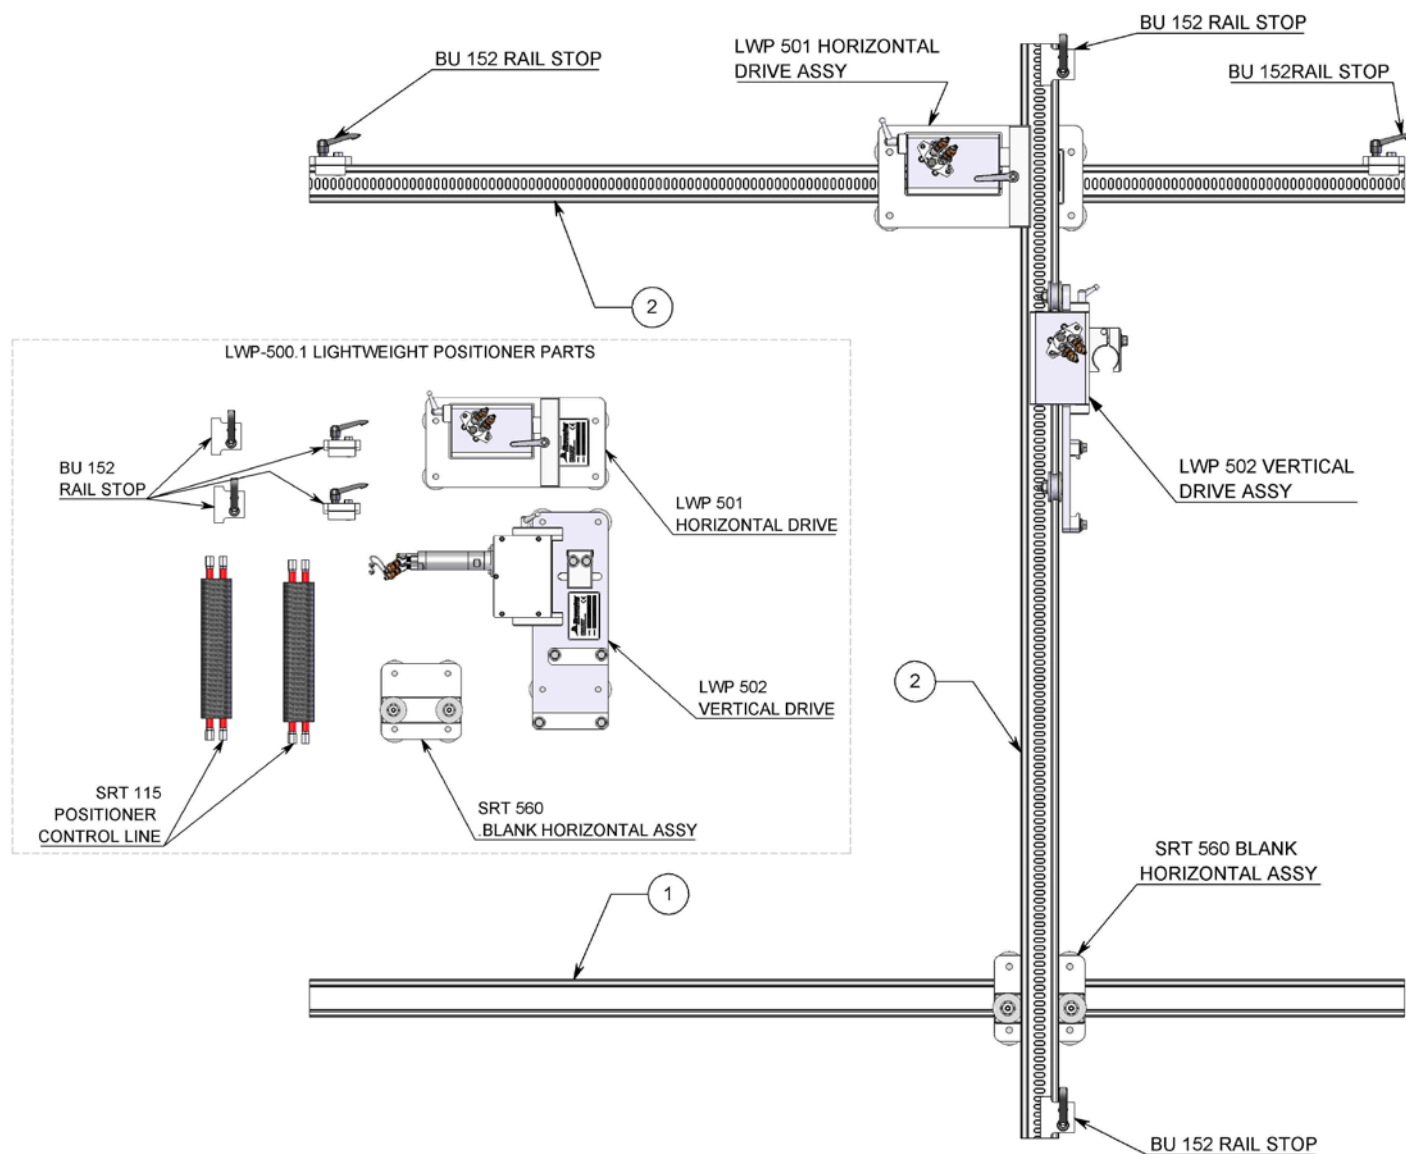 BU 152 RAIL STOP
LWP 501 HORIZONTAL
DRIVE ASSY
BU 152 RAIL STOP
BU 152RAIL STOP
2
LWP-500.1 LIGHTWEIGHT POSITIONER PARTS
BU 152
RAIL STOP
LWP 501
HORIZONTAL DRIVE
LWP 502
VERTICAL DRIVE
SRT 115
POSITIONER
CONTROL LINE
SRT 560
.BLANK HORIZONTAL ASSY
LWP 502 VERTICAL
DRIVE ASSY
2
SRT 560 BLANK
HORIZONTAL ASSY
1
BU 152 RAIL STOP